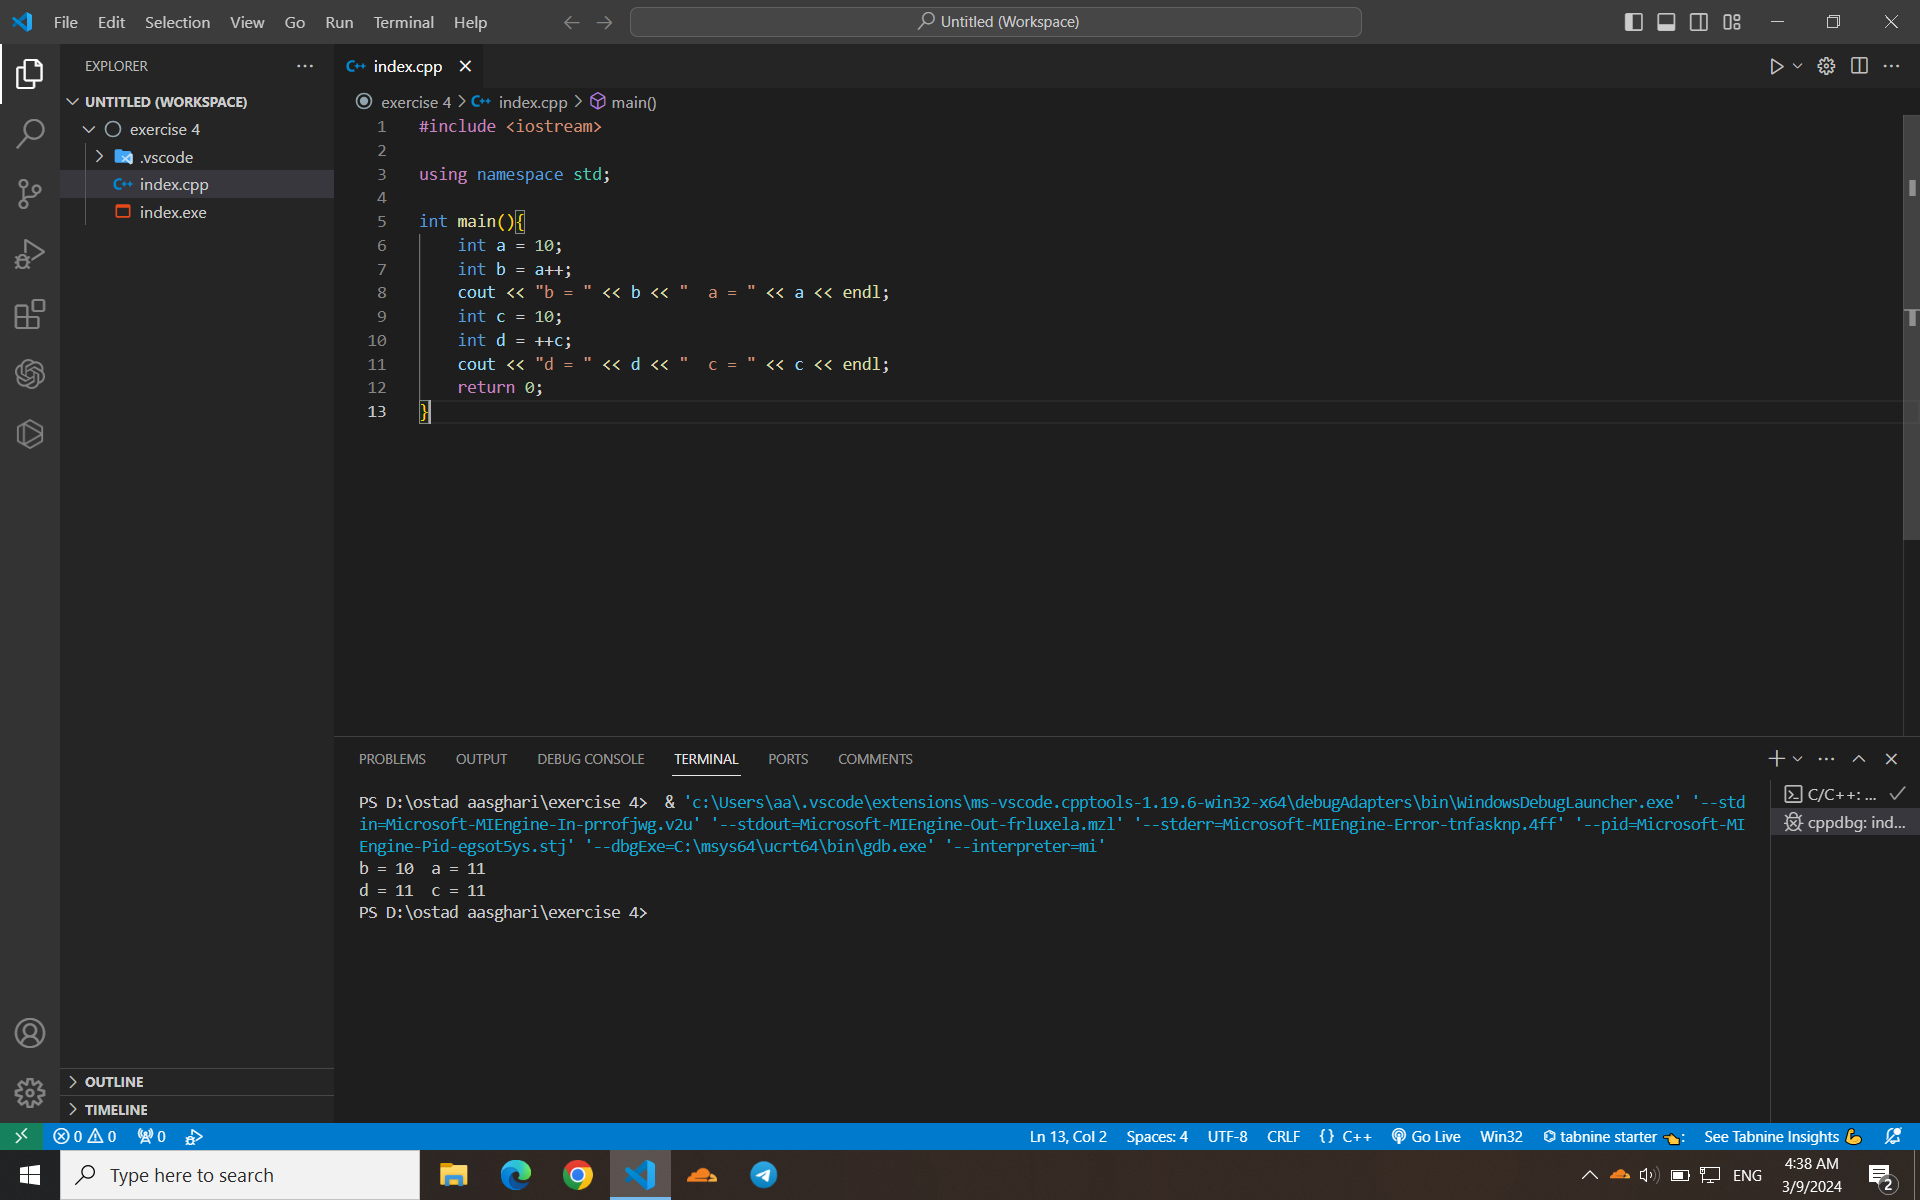 File Edit Selection View Go Run Terminal Help
Untitled (Workspace)
EXPLORER
UNTITLED (WORKSPACE)
exercise 4
.vscode
index.cpp
index.exe
OUTLINE
TIMELINE
index.cpp
exercise 4 > index.cpp > main()
1 #include <iostream>
2
3 using namespace std;
4
5 int main(){
6     int a = 10;
7     int b = a++;
8     cout << "b = " << b << "  a = " << a << endl;
9     int c = 10;
10     int d = ++c;
11     cout << "d = " << d << "  c = " << c << endl;
12     return 0;
13 }
PROBLEMS OUTPUT DEBUG CONSOLE TERMINAL PORTS COMMENTS
PS D:\ostad aasghari\exercise 4>  & 'c:\Users\aa\.vscode\extensions\ms-vscode.cpptools-1.19.6-win32-x64\debugAdapters\bin\WindowsDebugLauncher.exe' '--std
in=Microsoft-MIEngine-In-prrofjwg.v2u' '--stdout=Microsoft-MIEngine-Out-frluxela.mzl' '--stderr=Microsoft-MIEngine-Error-tnfasknp.4ff' '--pid=Microsoft-MI
Engine-Pid-egsot5ys.stj' '--dbgExe=C:\msys64\ucrt64\bin\gdb.exe' '--interpreter=mi'
b = 10  a = 11
d = 11  c = 11
PS D:\ostad aasghari\exercise 4>
C/C++: ...
cppdbg: ind...
0 0 0 Ln 13, Col 2 Spaces: 4 UTF-8 CRLF {} C++ Go Live Win32 tabnine starter 👈: See Tabnine Insights 💪
Type here to search
ENG
4:38 AM
3/9/2024
2